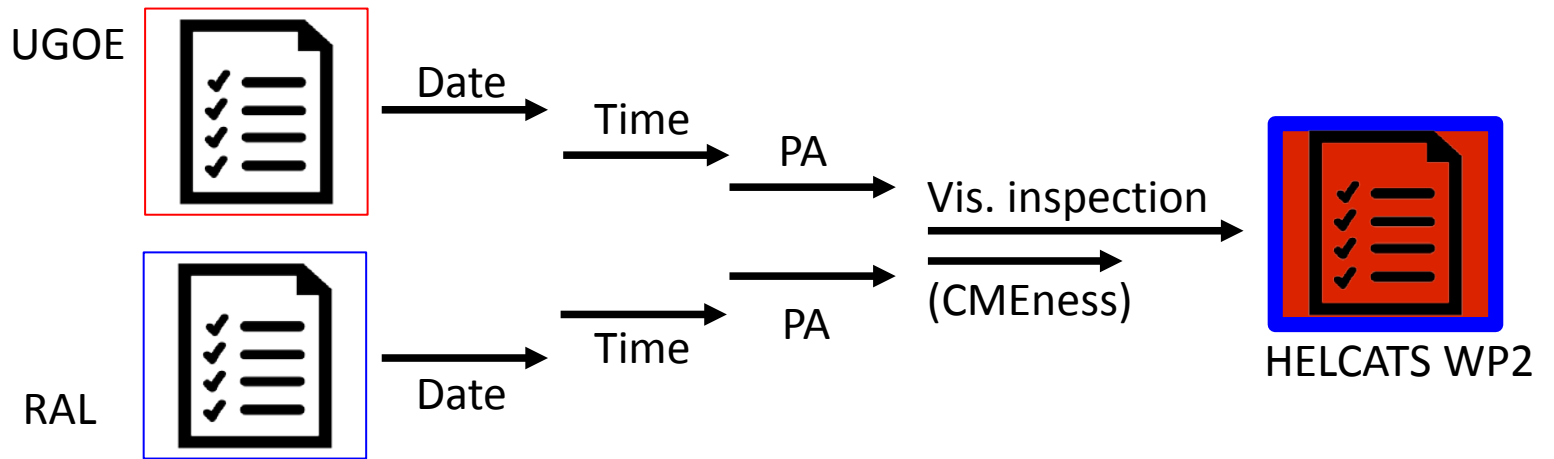 UGOE
Date
Time
PA
Vis. inspection
(CMEness)
PA
Time
Date
RAL
HELCATS WP2